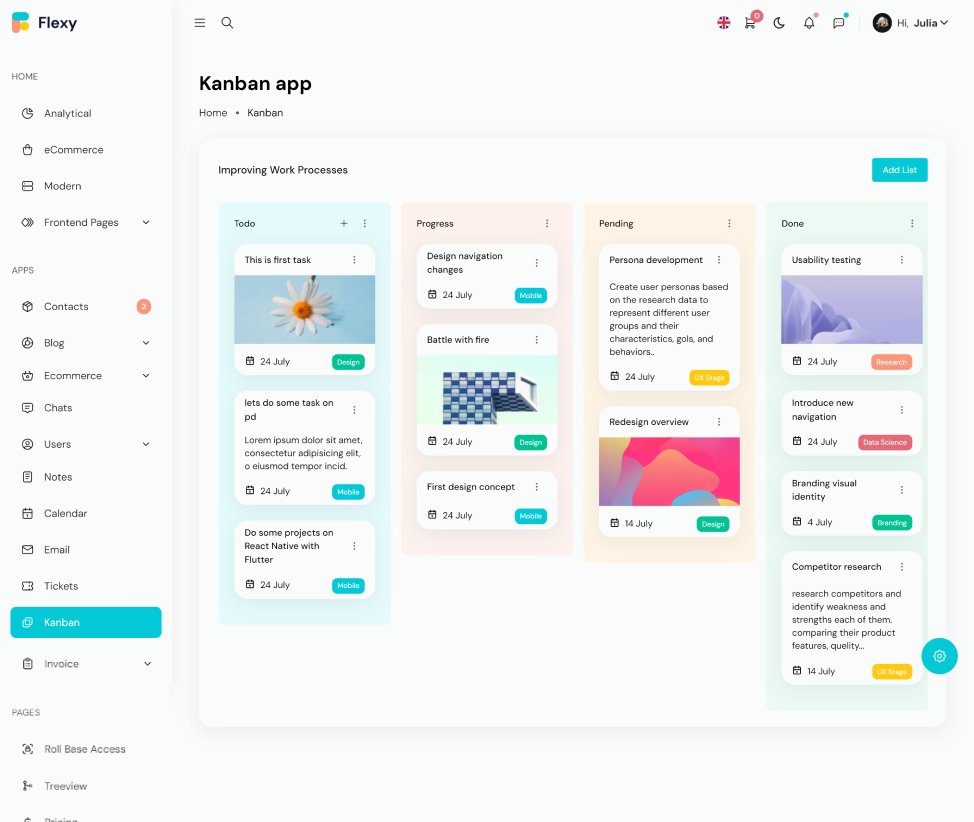 Flexy
0
Hi, Julia
HOME
Analytical
eCommerce
Modern
Frontend Pages
APPS
Contacts
2
Blog
Ecommerce
Chats
Users
Notes
Calendar
Email
Tickets
Kanban
Invoice
PAGES
Roll Base Access
Treeview
Pricing
Kanban app
Home • Kanban
Improving Work Processes
Add List
Todo
This is first task
24 July
Design
lets do some task on
pd
Lorem ipsum dolor sit amet,
consectetur adipisicing elit,
o eiusmod tempor incid.
24 July
Mobile
Do some projects on
React Native with
Flutter
24 July
Mobile
Progress
Design navigation
changes
24 July
Mobile
Battle with fire
24 July
Design
First design concept
24 July
Mobile
Pending
Persona development
Create user personas based
on the research data to
represent different user
groups and their
characteristics, gols, and
behaviors..
24 July
UX Stage
Redesign overview
14 July
Design
Done
Usability testing
24 July
Research
Introduce new
navigation
24 July
Data Science
Branding visual
identity
4 July
Branding
Competitor research
research competitors and
identify weakness and
strengths each of them.
comparing their product
features, quelity...
14 July
UX Stage